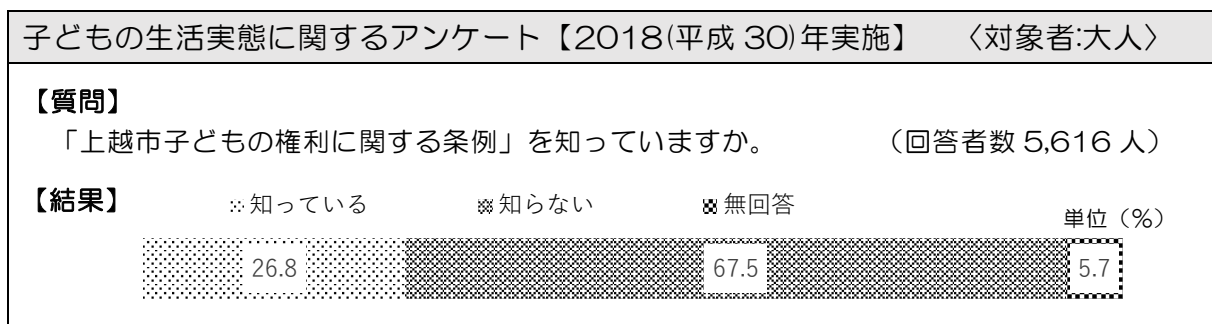 子どもの生活実態に関するアンケート【2018(平成 30)年実施】 〈対象者:大人〉
【質問】
「上越市子どもの権利に関する条例」を知っていますか。 （回答者数 5,616 人）
【結果】 知っている 知らない 無回答
単位（%）
26.8 67.5 5.7